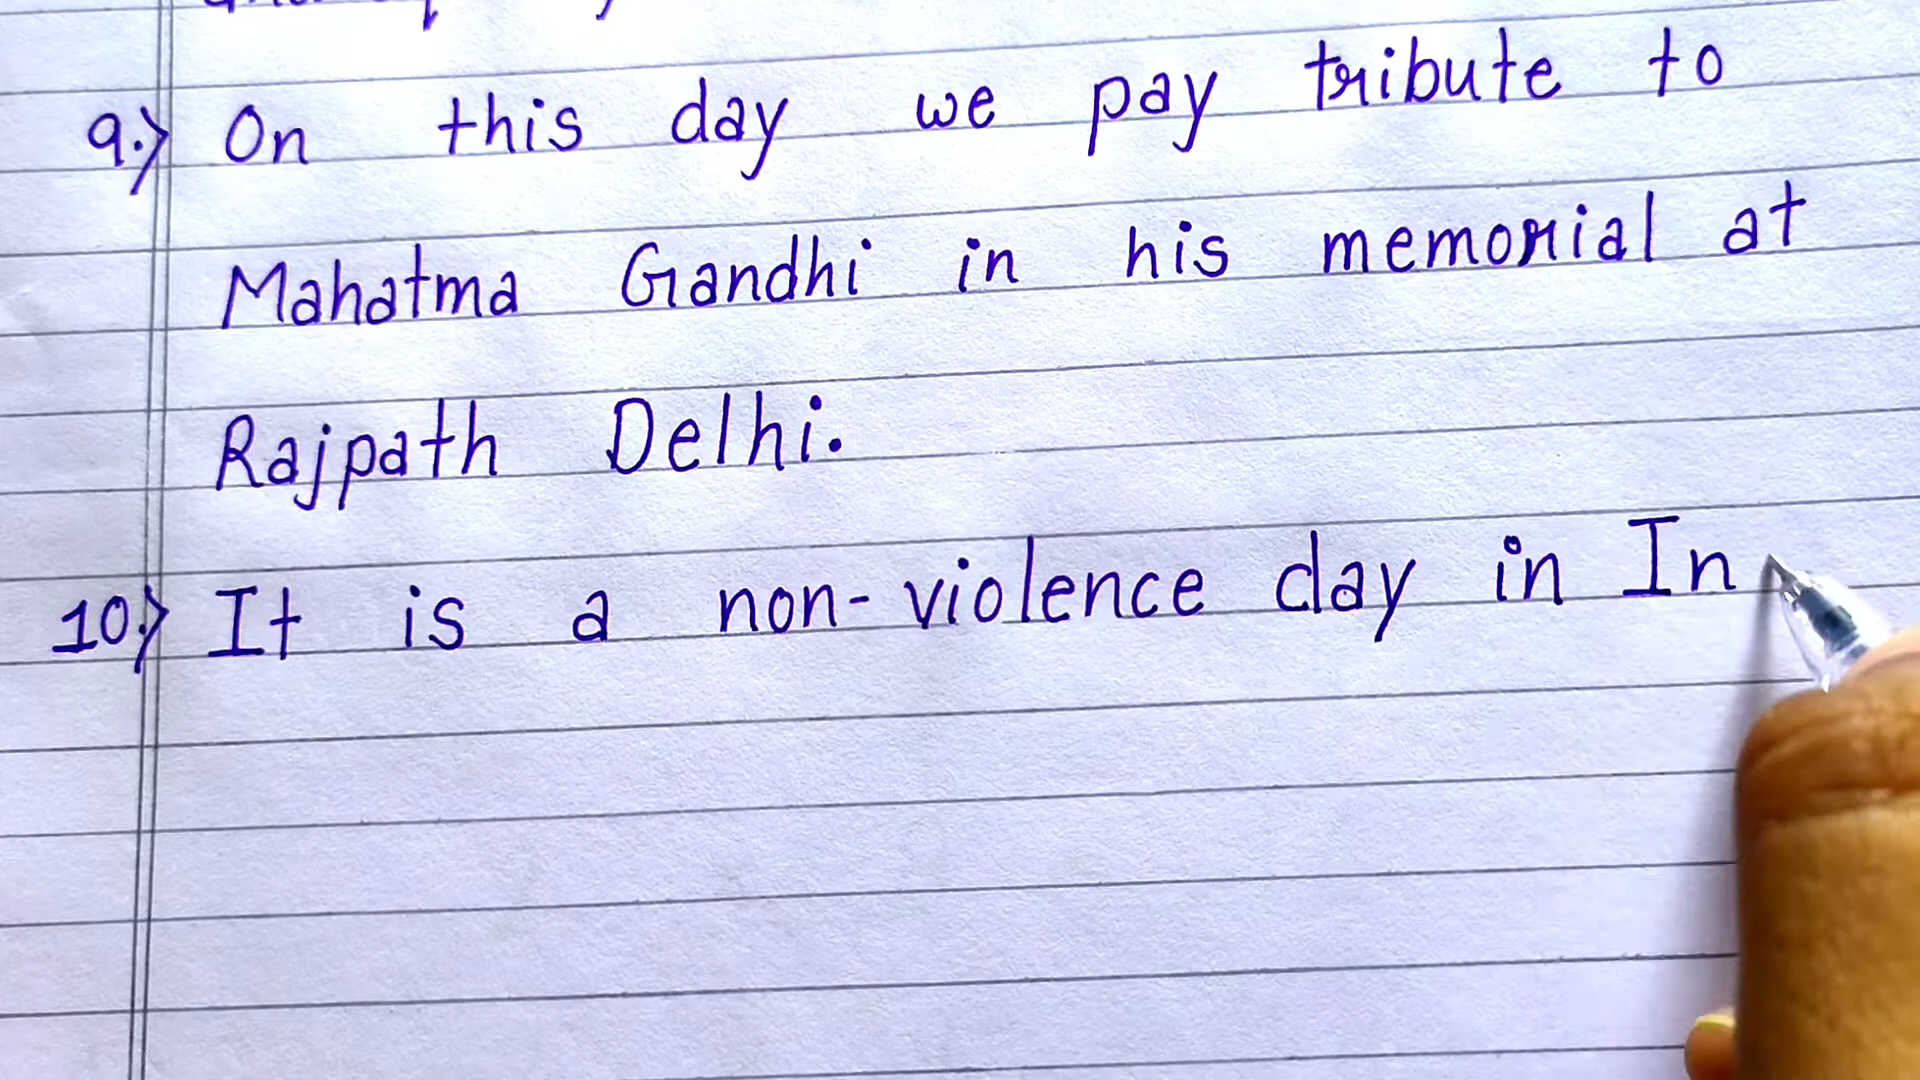 9.) On this day we pay tribute to
Mahatma Gandhi in his memorial at
Rajpath Delhi.
10.) It is a non-violence day in In